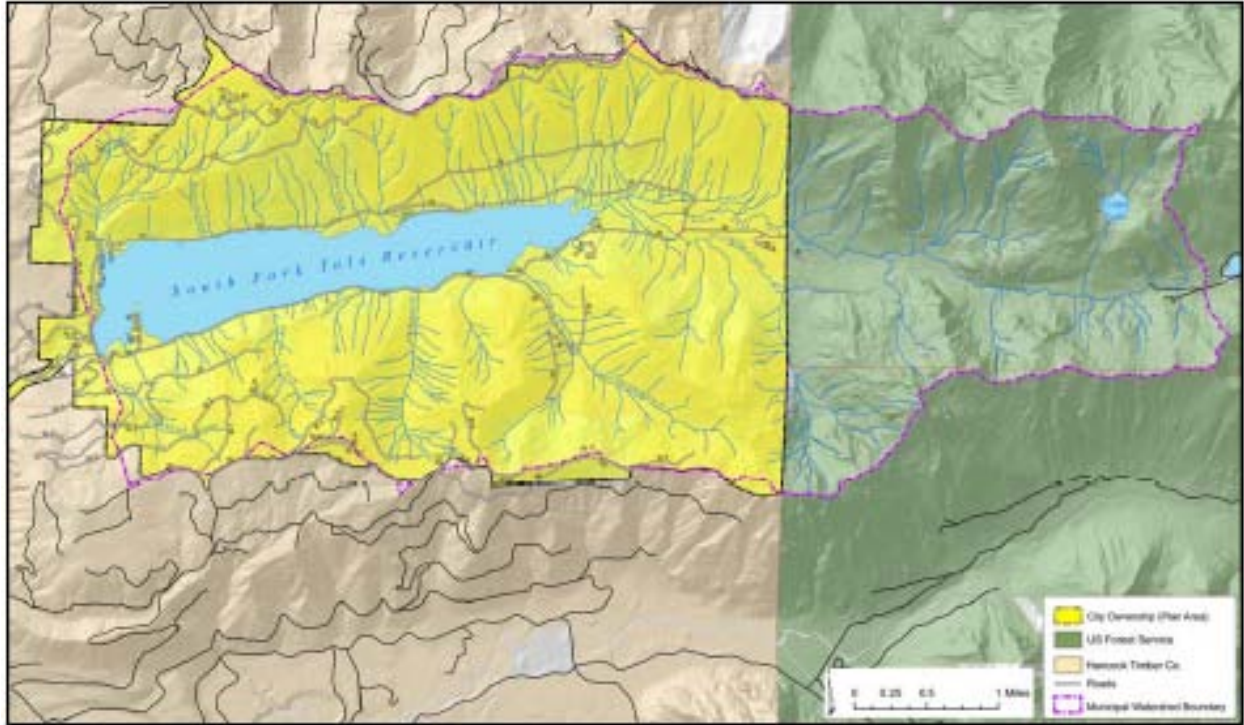 South Fork Tolt Reservoir
City Ownership (Plan Area)
US Forest Service
Hancock Timber Co.
Roads
Municipal Watershed Boundary
0 0.25 0.5 1 Miles